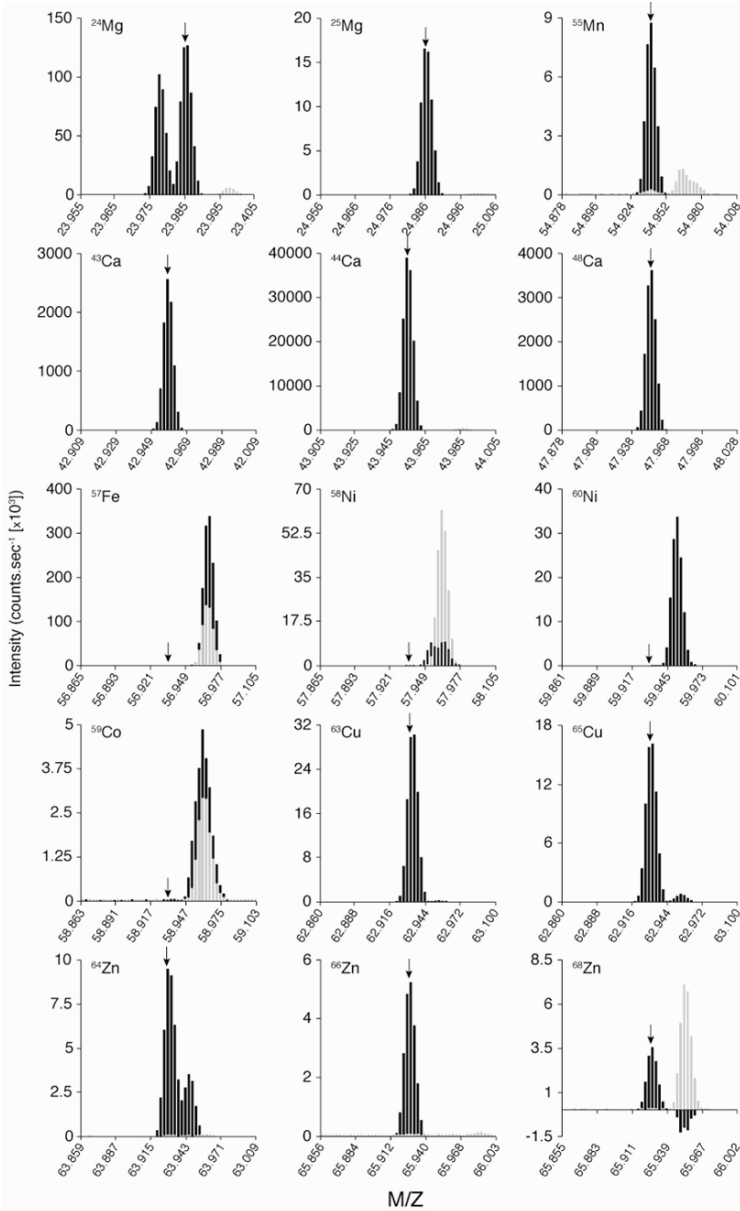 Intensity (counts.sec⁻¹ [x10³])
²⁴Mg
150
100
50
0
23.955 23.965 23.975 23.985 23.995 23.405
²⁵Mg
20
15
10
5
0
24.956 24.966 24.976 24.986 24.996 25.006
⁵⁵Mn
9
6
3
0
54.878 54.896 54.924 54.952 54.980 54.008
⁴³Ca
3000
2000
1000
0
42.909 42.929 42.949 42.969 42.989 42.009
⁴⁴Ca
40000
30000
20000
10000
0
43.905 43.925 43.945 43.965 43.985 44.005
⁴⁸Ca
4000
3000
2000
1000
0
47.878 47.908 47.938 47.968 47.998 48.028
⁵⁷Fe
400
300
200
100
0
56.865 56.893 56.921 56.949 56.977 57.105
⁵⁸Ni
70
52.5
35
17.5
0
57.865 57.893 57.921 57.949 57.977 58.105
⁶⁰Ni
40
30
20
10
0
59.861 59.889 59.917 59.945 59.973 60.101
⁵⁹Co
5
3.75
2.5
1.25
0
58.863 58.891 58.917 58.947 58.975 59.103
⁶³Cu
32
24
16
8
0
62.860 62.888 62.916 62.944 62.972 63.100
⁶⁵Cu
18
12
6
0
62.860 62.888 62.916 62.944 62.972 63.100
⁶⁴Zn
10
7.5
5
2.5
0
63.859 63.887 63.915 63.943 63.971 63.009
⁶⁶Zn
6
4
2
0
65.856 65.884 65.912 65.940 65.968 66.003
⁶⁸Zn
8.5
6
3.5
1
-1.5
65.855 65.883 65.911 65.939 65.967 66.002
M/Z